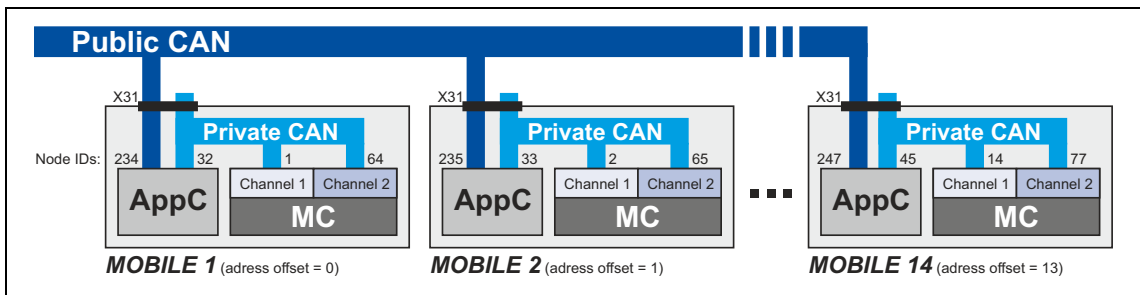 Public CAN
X31 X31 X31
Private CAN Private CAN Private CAN
Node IDs: 234 32 1 64 235 33 2 65 247 45 14 77
Channel 1 Channel 2 Channel 1 Channel 2 Channel 1 Channel 2
AppC MC AppC MC AppC MC
MOBILE 1 (adress offset = 0) MOBILE 2 (adress offset = 1) MOBILE 14 (adress offset = 13)